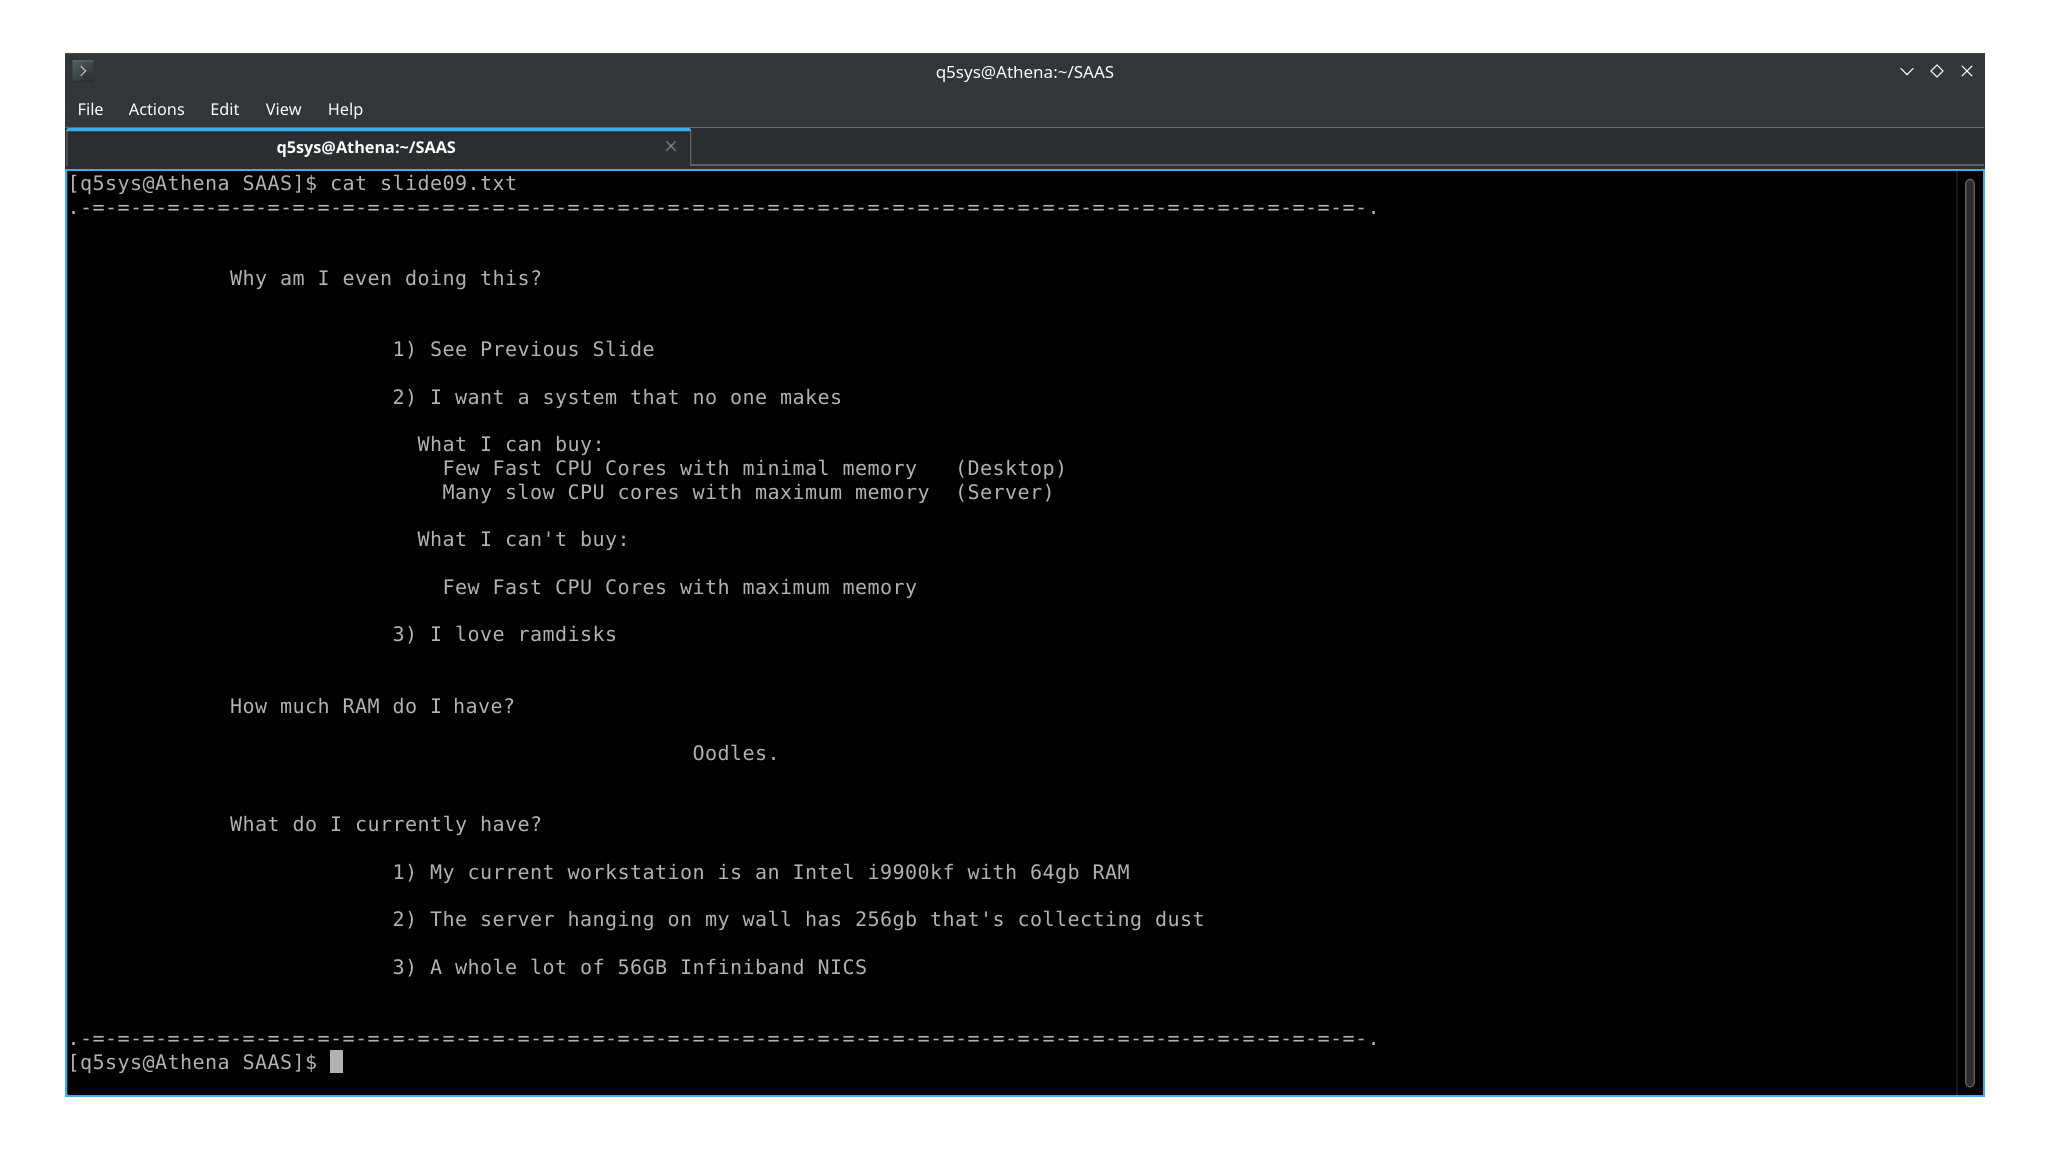 q5sys@Athena:~/SAAS
File Actions Edit View Help
q5sys@Athena:~/SAAS
[q5sys@Athena SAAS]$ cat slide09.txt
.-=-=-=-=-=-=-=-=-=-=-=-=-=-=-=-=-=-=-=-=-=-=-=-=-=-=-=-=-=-=-=-=-=-=-=-=-=-=-=-=-=-=-=-=-=-=-=-=-=-=-=-.
Why am I even doing this?
1) See Previous Slide
2) I want a system that no one makes
What I can buy:
Few Fast CPU Cores with minimal memory (Desktop)
Many slow CPU cores with maximum memory (Server)
What I can't buy:
Few Fast CPU Cores with maximum memory
3) I love ramdisks
How much RAM do I have?
Oodles.
What do I currently have?
1) My current workstation is an Intel i9900kf with 64gb RAM
2) The server hanging on my wall has 256gb that's collecting dust
3) A whole lot of 56GB Infiniband NICS
.-=-=-=-=-=-=-=-=-=-=-=-=-=-=-=-=-=-=-=-=-=-=-=-=-=-=-=-=-=-=-=-=-=-=-=-=-=-=-=-=-=-=-=-=-=-=-=-=-=-=-=-.
[q5sys@Athena SAAS]$